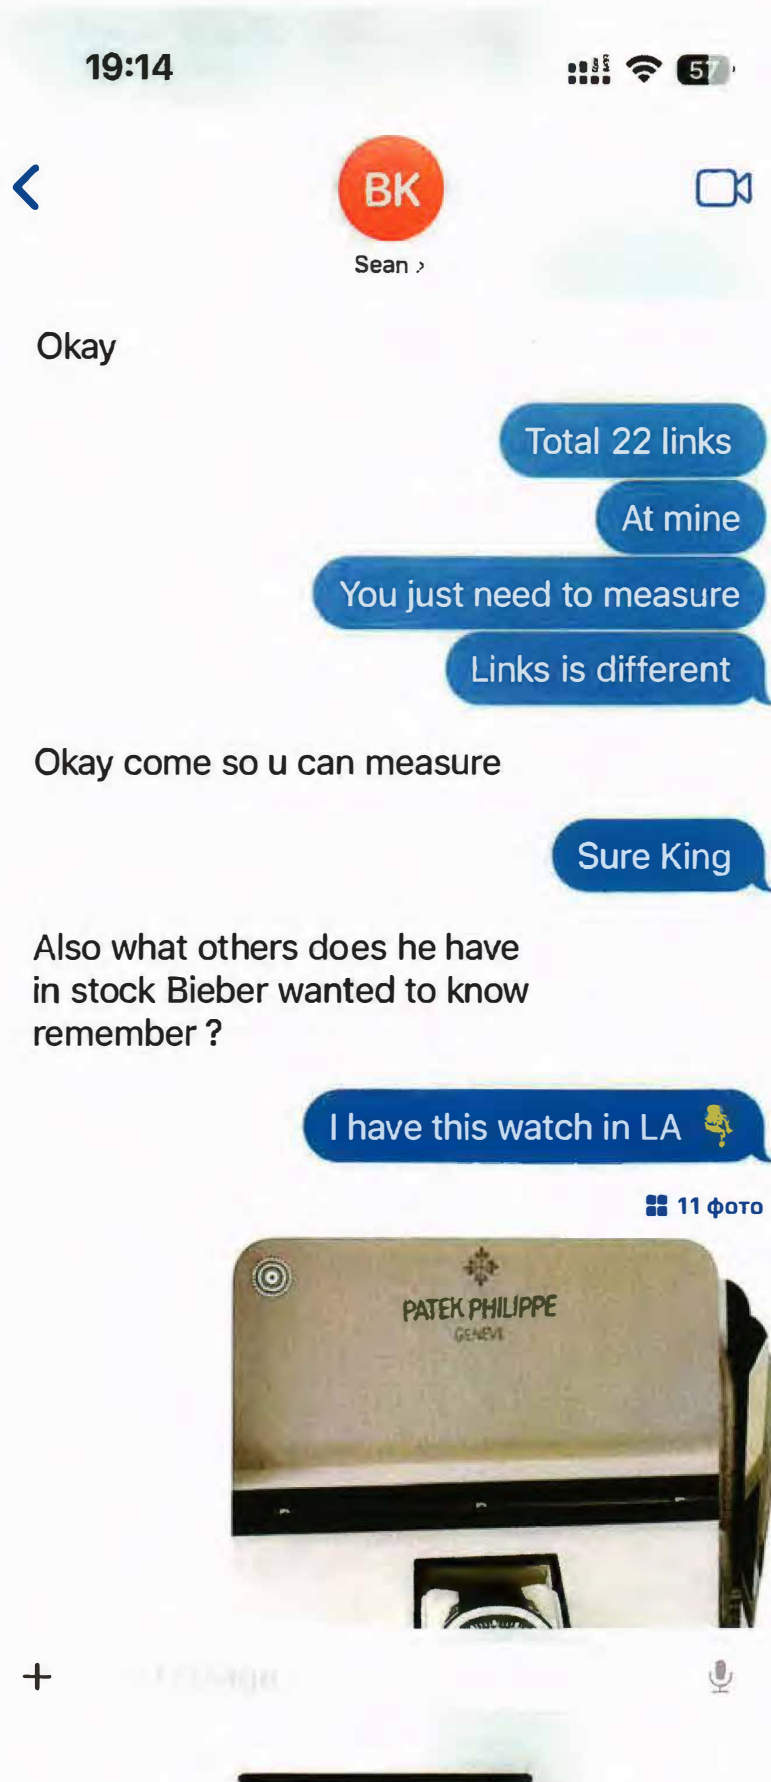 19:14
57
BK
Sean ›
Okay
Total 22 links
At mine
You just need to measure
Links is different
Okay come so u can measure
Sure King
Also what others does he have
in stock Bieber wanted to know
remember ?
I have this watch in LA
11 фото
PATEK PHILIPPE
GENEVE